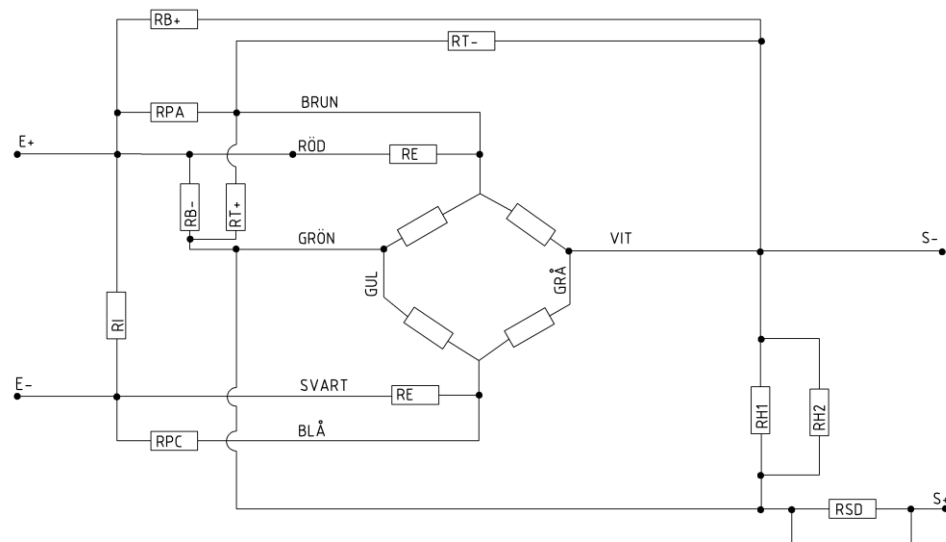 RB+
RT-
RPA
BRUN
E+
RÖD
RE
RB-
RT+
GRÖN
VIT
S-
GUL
GRÅ
RI
E-
SVART
RE
RPC
BLÅ
RH1
RH2
RSD
S+